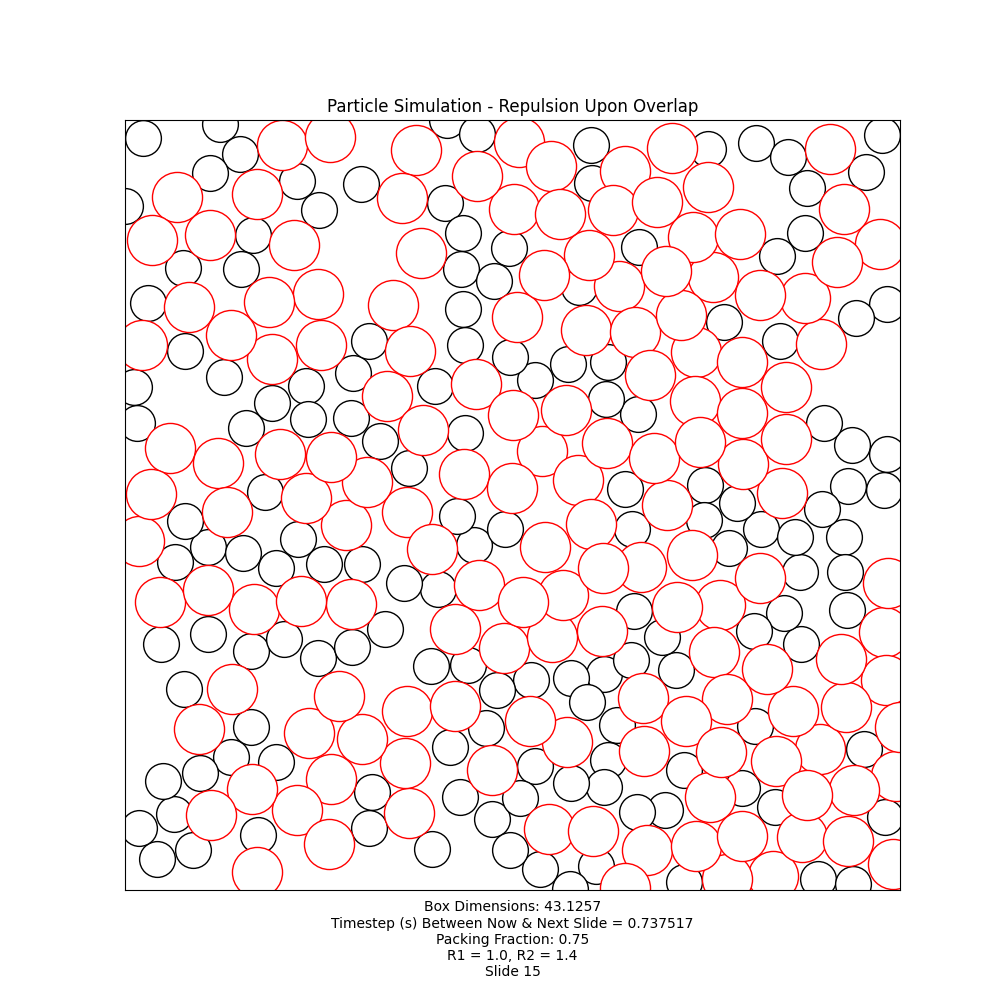 Particle Simulation - Repulsion Upon Overlap
Box Dimensions: 43.1257
Timestep (s) Between Now & Next Slide = 0.737517
Packing Fraction: 0.75
R1 = 1.0, R2 = 1.4
Slide 15